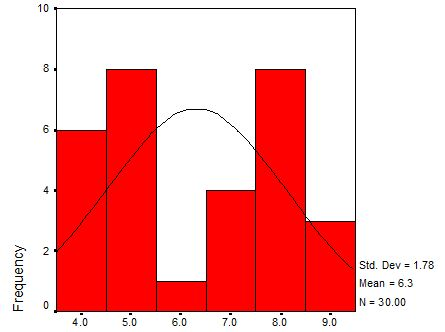 10
8
6
4
2
0
Frequency
4.0 5.0 6.0 7.0 8.0 9.0
Std. Dev = 1.78
Mean = 6.3
N = 30.00